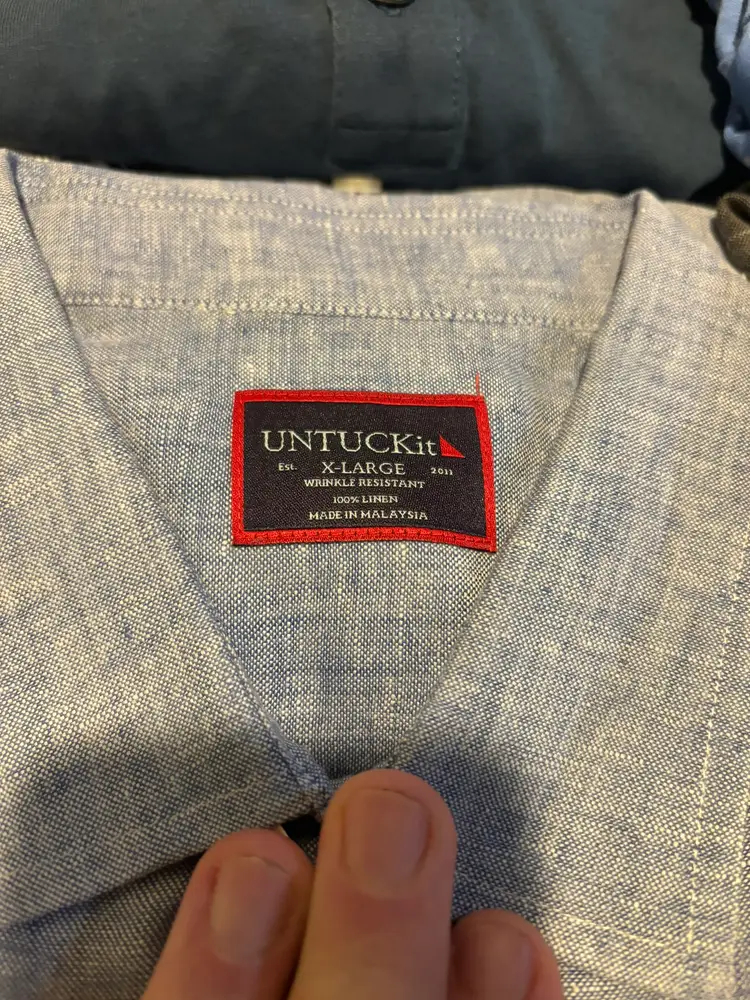 UNTUCKit
Est. X-LARGE 2011
WRINKLE RESISTANT
100% LINEN
MADE IN MALAYSIA